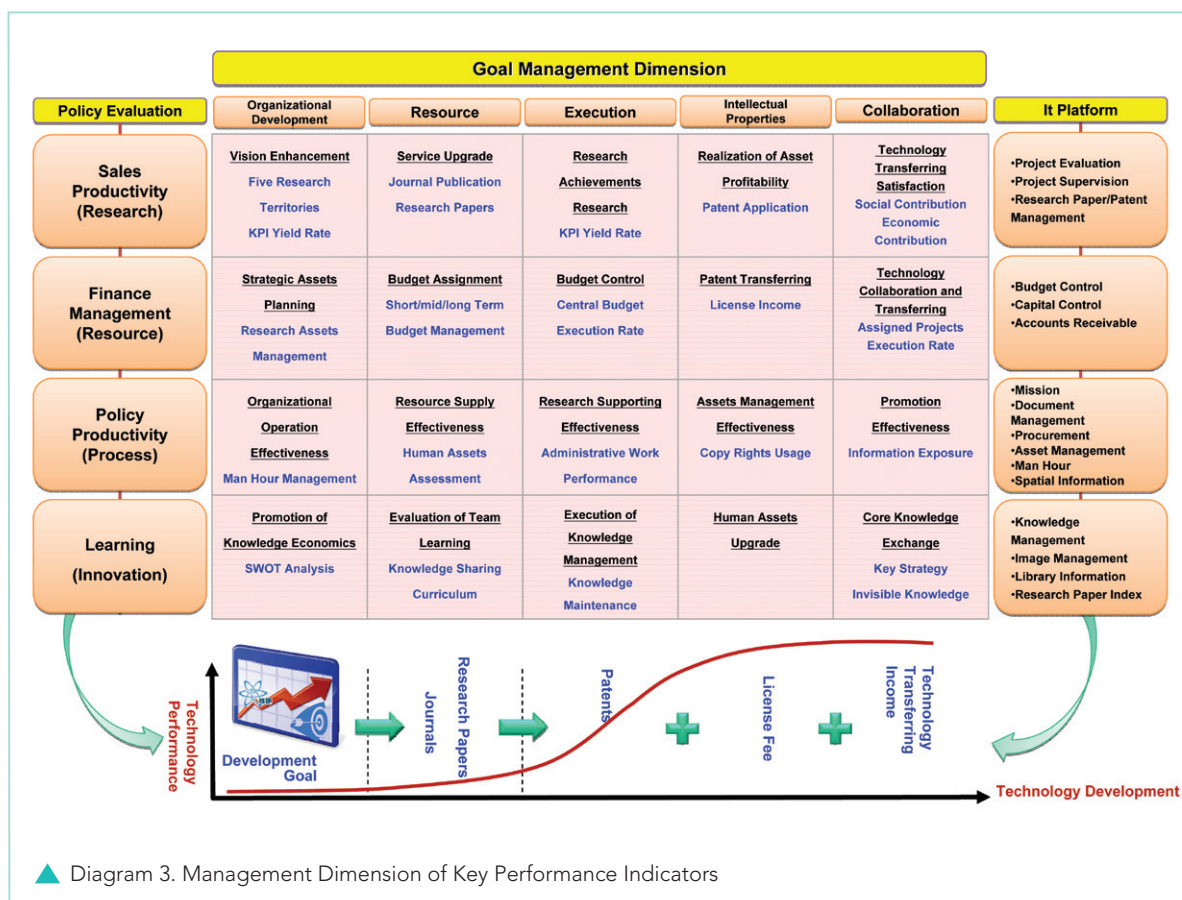 Goal Management Dimension
Policy Evaluation
Organizational
Development
Resource
Execution
Intellectual
Properties
Collaboration
It Platform
Sales
Productivity
(Research)
Vision Enhancement
Five Research
Territories
KPI Yield Rate
Service Upgrade
Journal Publication
Research Papers
Research
Achievements
Research
KPI Yield Rate
Realization of Asset
Profitability
Patent Application
Technology
Transferring
Satisfaction
Social Contribution
Economic
Contribution
•Project Evaluation
•Project Supervision
•Research Paper/Patent
Management
Finance
Management
(Resource)
Strategic Assets
Planning
Research Assets
Management
Budget Assignment
Short/mid/long Term
Budget Management
Budget Control
Central Budget
Execution Rate
Patent Transferring
License Income
Technology
Collaboration and
Transferring
Assigned Projects
Execution Rate
•Budget Control
•Capital Control
•Accounts Receivable
Policy
Productivity
(Process)
Organizational
Operation
Effectiveness
Man Hour Management
Resource Supply
Effectiveness
Human Assets
Assessment
Research Supporting
Effectiveness
Administrative Work
Performance
Assets Management
Effectiveness
Copy Rights Usage
Promotion
Effectiveness
Information Exposure
•Mission
•Document
Management
•Procurement
•Asset Management
•Man Hour
•Spatial Information
Learning
(Innovation)
Promotion of
Knowledge Economics
SWOT Analysis
Evaluation of Team
Learning
Knowledge Sharing
Curriculum
Execution of
Knowledge
Management
Knowledge
Maintenance
Human Assets
Upgrade
Core Knowledge
Exchange
Key Strategy
Invisible Knowledge
•Knowledge
Management
•Image Management
•Library Information
•Research Paper Index
Technology
Performance
Development
Goal
Research Papers
Journals
Patents
License Fee
Technology
Transferring
Income
Technology Development
Diagram 3. Management Dimension of Key Performance Indicators